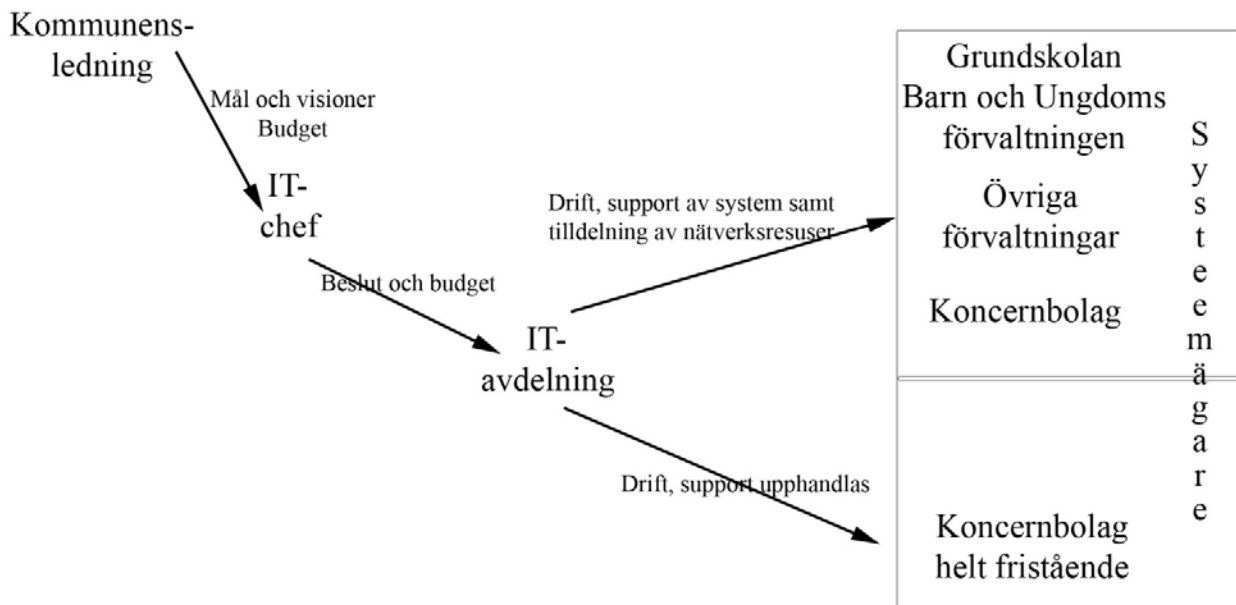 Kommunens-
ledning
Mål och visioner
Budget
IT-
chef
Beslut och budget
IT-
avdelning
Drift, support av system samt
tilldelning av nätverksresuser
Drift, support upphandlas
Grundskolan
Barn och Ungdoms
förvaltningen
Övriga
förvaltningar
Koncernbolag
Koncernbolag
helt fristående
S
y
s
t
e
e
m
ä
g
a
r
e